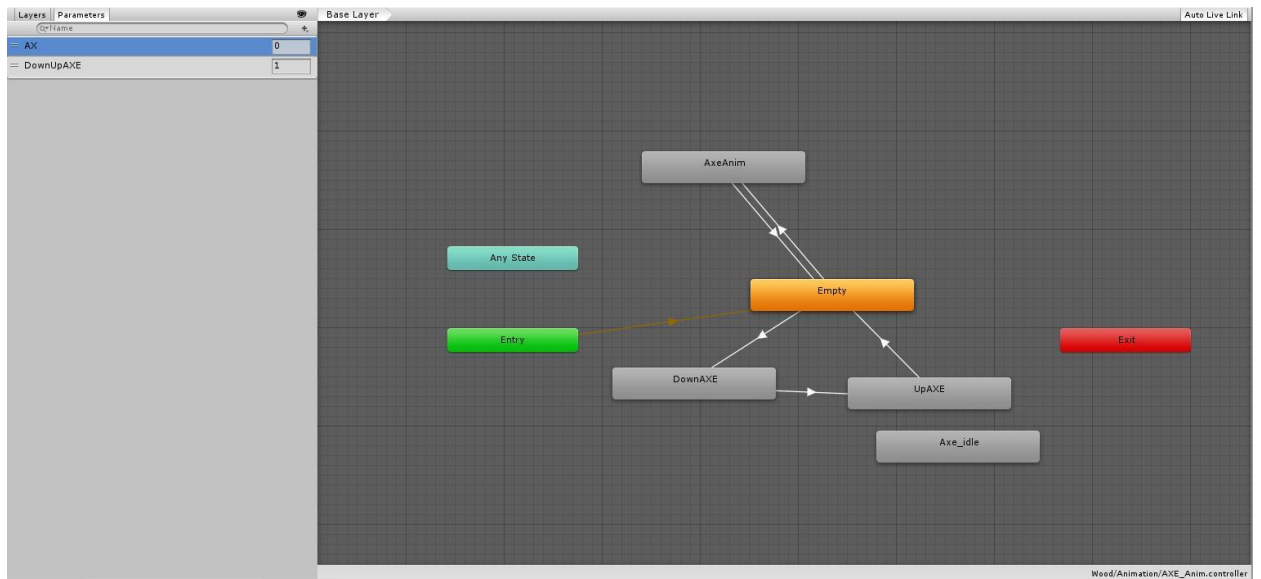 Layers Parameters Base Layer Auto Live Link
Name
AX 0
DownUpAXE 1
AxeAnim
Any State
Empty
Entry
Exit
DownAXE
UpAXE
Axe_idle
Wood/Animation/AXE_Anim.controller